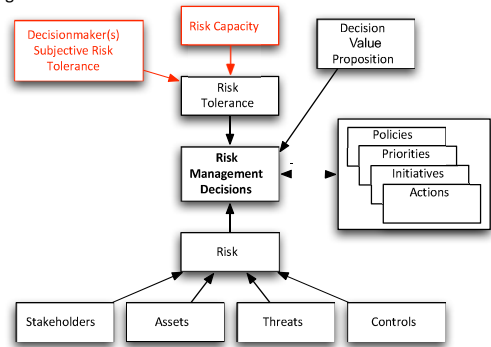 Decisionmaker(s)
Subjective Risk
Tolerance
Risk Capacity
Decision
Value
Proposition
Risk
Tolerance
Risk
Management
Decisions
Policies
Priorities
Initiatives
Actions
Risk
Stakeholders
Assets
Threats
Controls